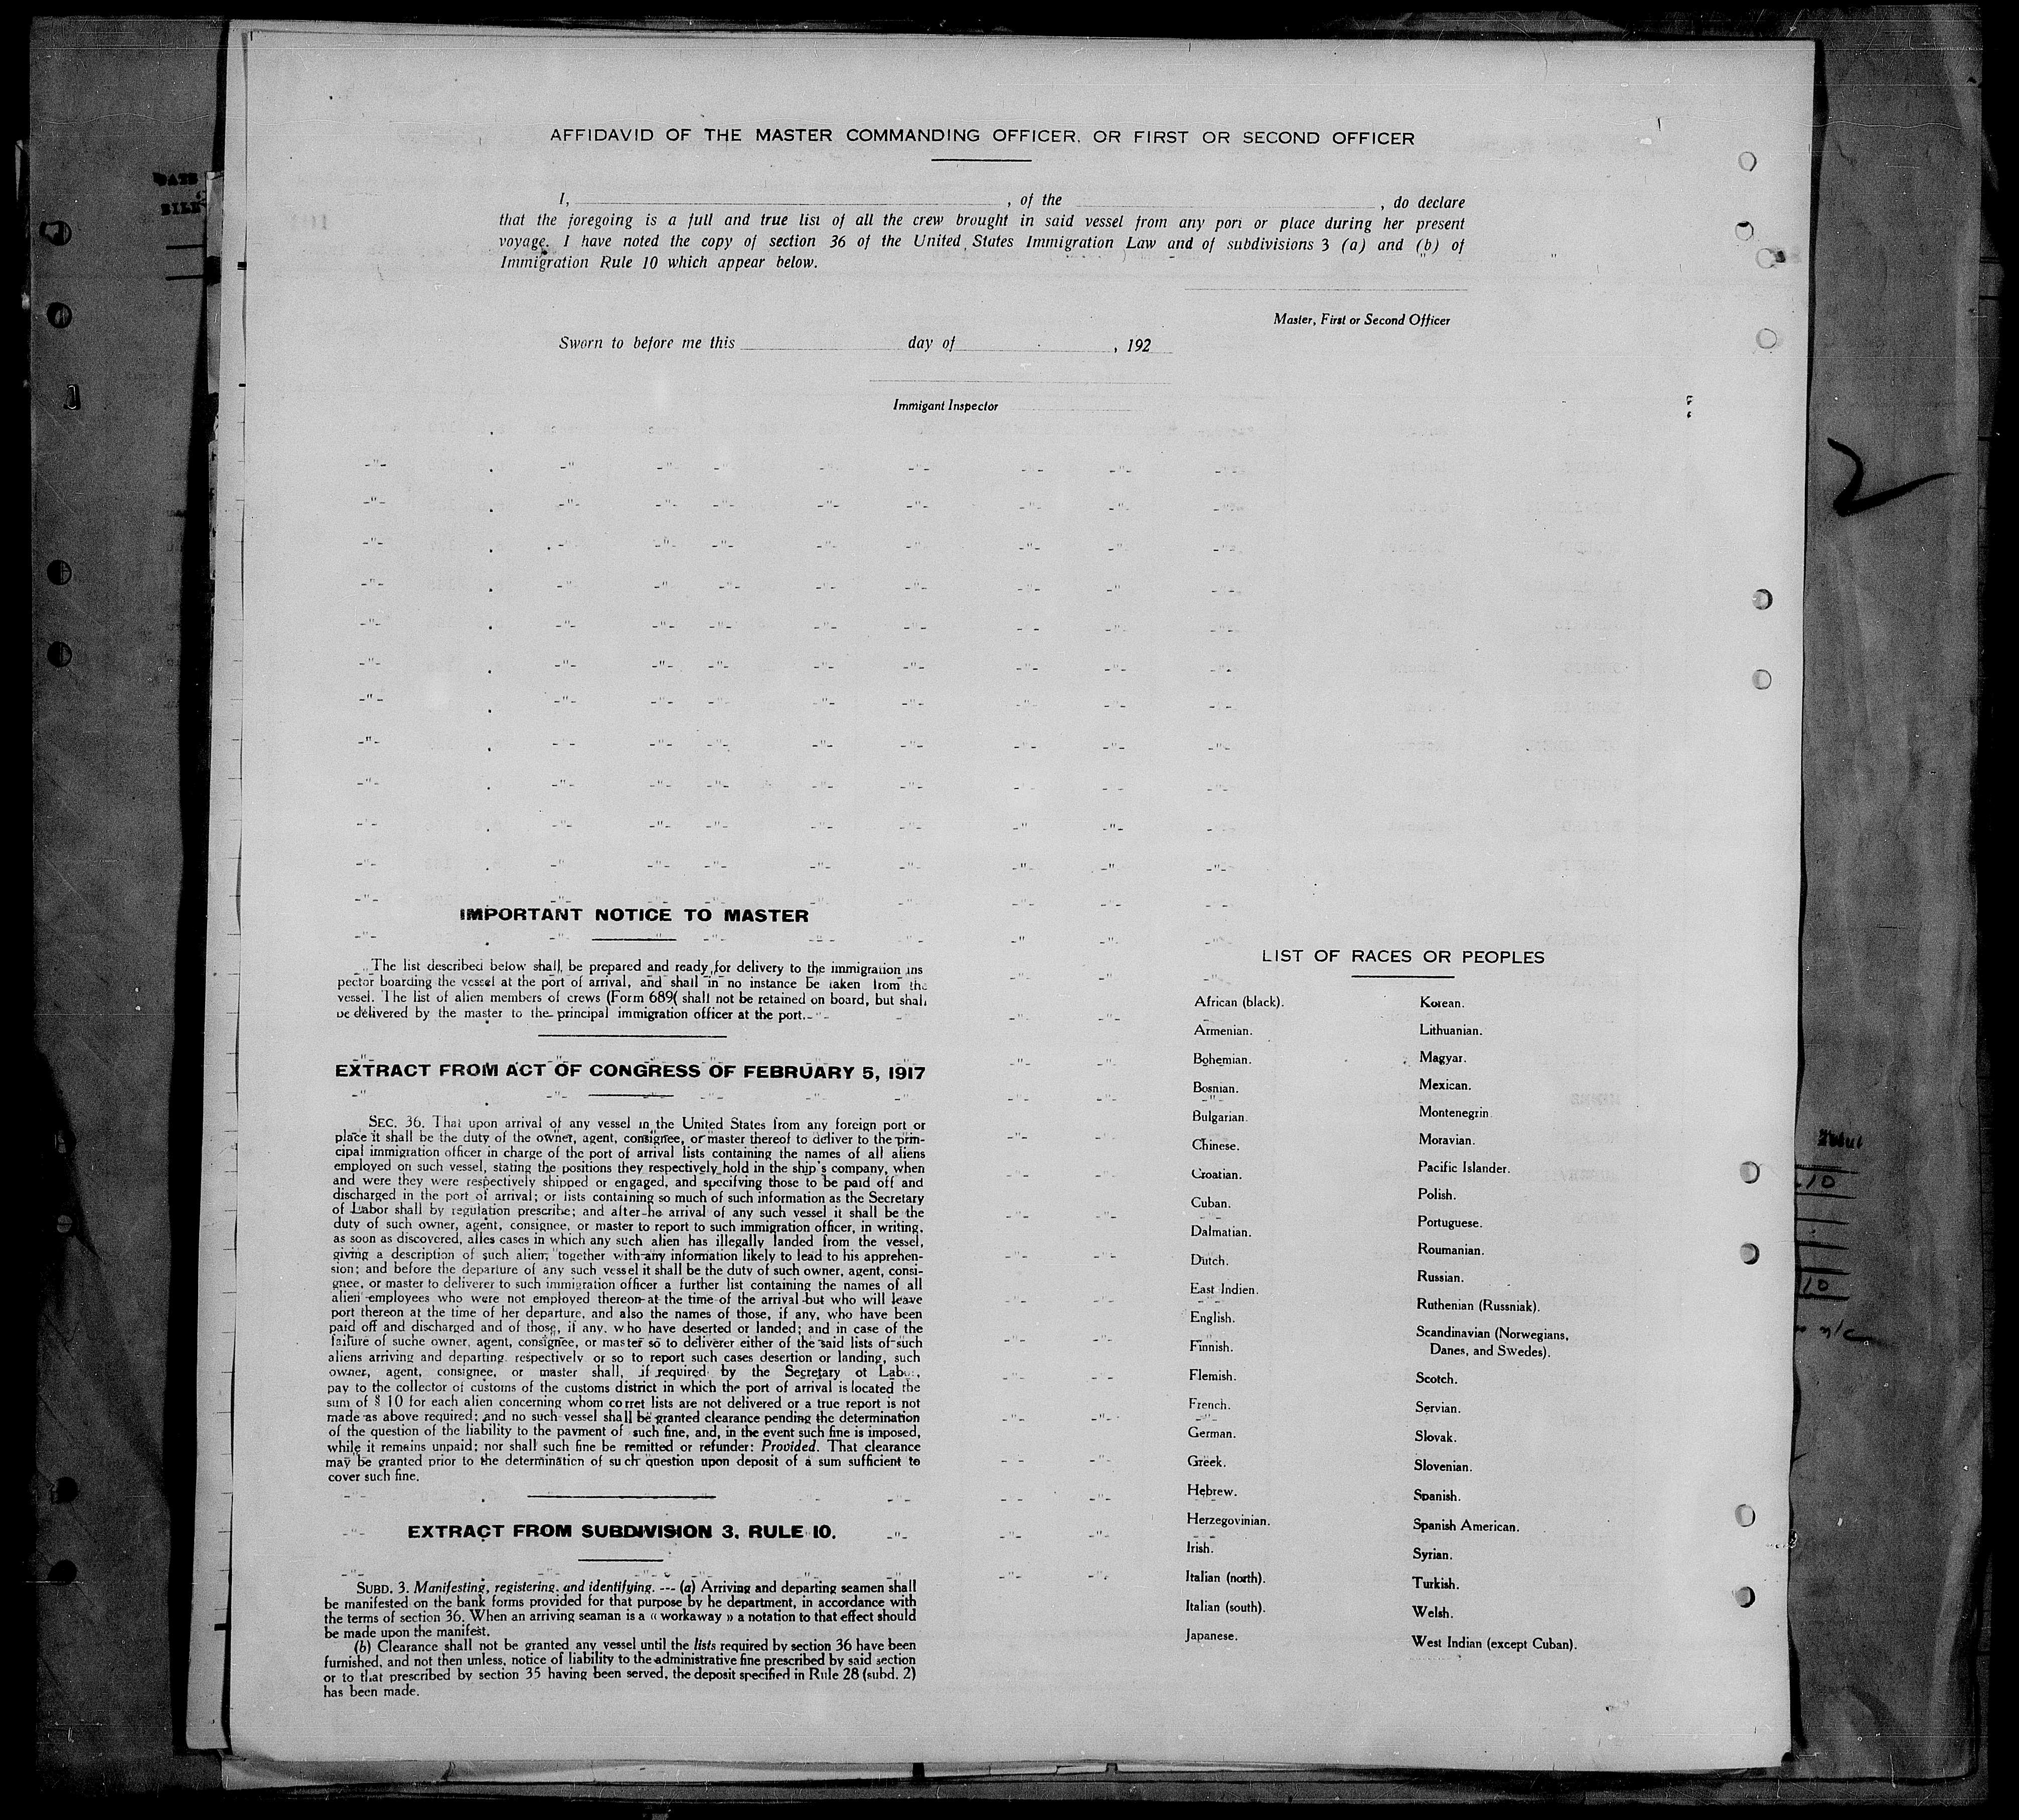 AFFIDAVID OF THE MASTER COMMANDING OFFICER, OR FIRST OR SECOND OFFICER
I, , of the , do declare
that the foregoing is a full and true list of all the crew brought in said vessel from any port or place during her present
voyage. I have noted the copy of section 36 of the United States Immigration Law and of subdivisions 3 (a) and (b) of
Immigration Rule 10 which appear below.
Master, First or Second Officer
Sworn to before me this day of , 192
Immigant Inspector
2
IMPORTANT NOTICE TO MASTER
The list described below shall, be prepared and ready for delivery to the immigration ins
pector boarding the vessel at the port of arrival, and shall in no instance be taken from the
vessel. The list of alien members of crews (Form 689( shall not be retained on board, but shall
be delivered by the master to the principal immigration officer at the port.
EXTRACT FROM ACT OF CONGRESS OF FEBRUARY 5, 1917
SEC. 36. That upon arrival of any vessel in the United States from any foreign port or
place it shall be the duty of the owner, agent, consignee, or master thereof to deliver to the prin-
cipal immigration officer in charge of the port of arrival lists containing the names of all aliens
employed on such vessel, stating the positions they respectively hold in the ship's company, when
and were they were respectively shipped or engaged, and specifying those to be paid off and
discharged in the port of arrival; or lists containing so much of such information as the Secretary
of Labor shall by regulation prescribe; and after he arrival of any such vessel it shall be the
duty of such owner, agent, consignee, or master to report to such immigration officer, in writing,
as soon as discovered, alles cases in which any such alien has illegally landed from the vessel,
giving a description of such alien, together with any information likely to lead to his apprehen-
sion; and before the departure of any such vessel it shall be the duty of such owner, agent, consi-
gnee, or master to deliverer to such immigration officer a further list containing the names of all
alien employees who were not employed thereon at the time of the arrival but who will leave
port thereon at the time of her departure, and also the names of those, if any, who have been
paid off and discharged and of those, if any, who have deserted or landed; and in case of the
failure of suche owner, agent, consignee, or master so to deliverer either of the said lists of such
aliens arriving and departing, respectively or so to report such cases desertion or landing, such
owner, agent, consignee, or master shall, if required by the Secretary ot Labor,
pay to the collector of customs of the customs district in which the port of arrival is located the
sum of $ 10 for each alien concerning whom corret lists are not delivered or a true report is not
made as above required; and no such vessel shall be granted clearance pending the determination
of the question of the liability to the payment of such fine, and, in the event such fine is imposed,
while it remains unpaid; nor shall such fine be remitted or refunder: Provided. That clearance
may be granted prior to the determination of such question upon deposit of a sum sufficient to
cover such fine.
EXTRACT FROM SUBDIVISION 3, RULE 10.
SUBD. 3. Manifesting, registering, and identifying. --- (a) Arriving and departing seamen shall
be manifested on the bank forms provided for that purpose by he department, in accordance with
the terms of section 36. When an arriving seaman is a « workaway » a notation to that effect should
be made upon the manifest.
(b) Clearance shall not be granted any vessel until the lists required by section 36 have been
furnished, and not then unless, notice of liability to the administrative fine prescribed by said section
or to that prescribed by section 35 having been served, the deposit specified in Rule 28 (subd. 2)
has been made.
LIST OF RACES OR PEOPLES
African (black).
Armenian.
Bohemian.
Bosnian.
Bulgarian.
Chinese.
Croatian.
Cuban.
Dalmatian.
Dutch.
East Indien.
English.
Finnish.
Flemish.
French.
German.
Greek.
Hebrew.
Herzegovinian.
Irish.
Italian (north).
Italian (south).
Japanese.
Korean.
Lithuanian.
Magyar.
Mexican.
Montenegrin
Moravian.
Pacific Islander.
Polish.
Portuguese.
Roumanian.
Russian.
Ruthenian (Russniak).
Scandinavian (Norwegians,
Danes, and Swedes).
Scotch.
Servian.
Slovak.
Slovenian.
Spanish.
Spanish American.
Syrian.
Turkish.
Welsh.
West Indian (except Cuban).
10
10